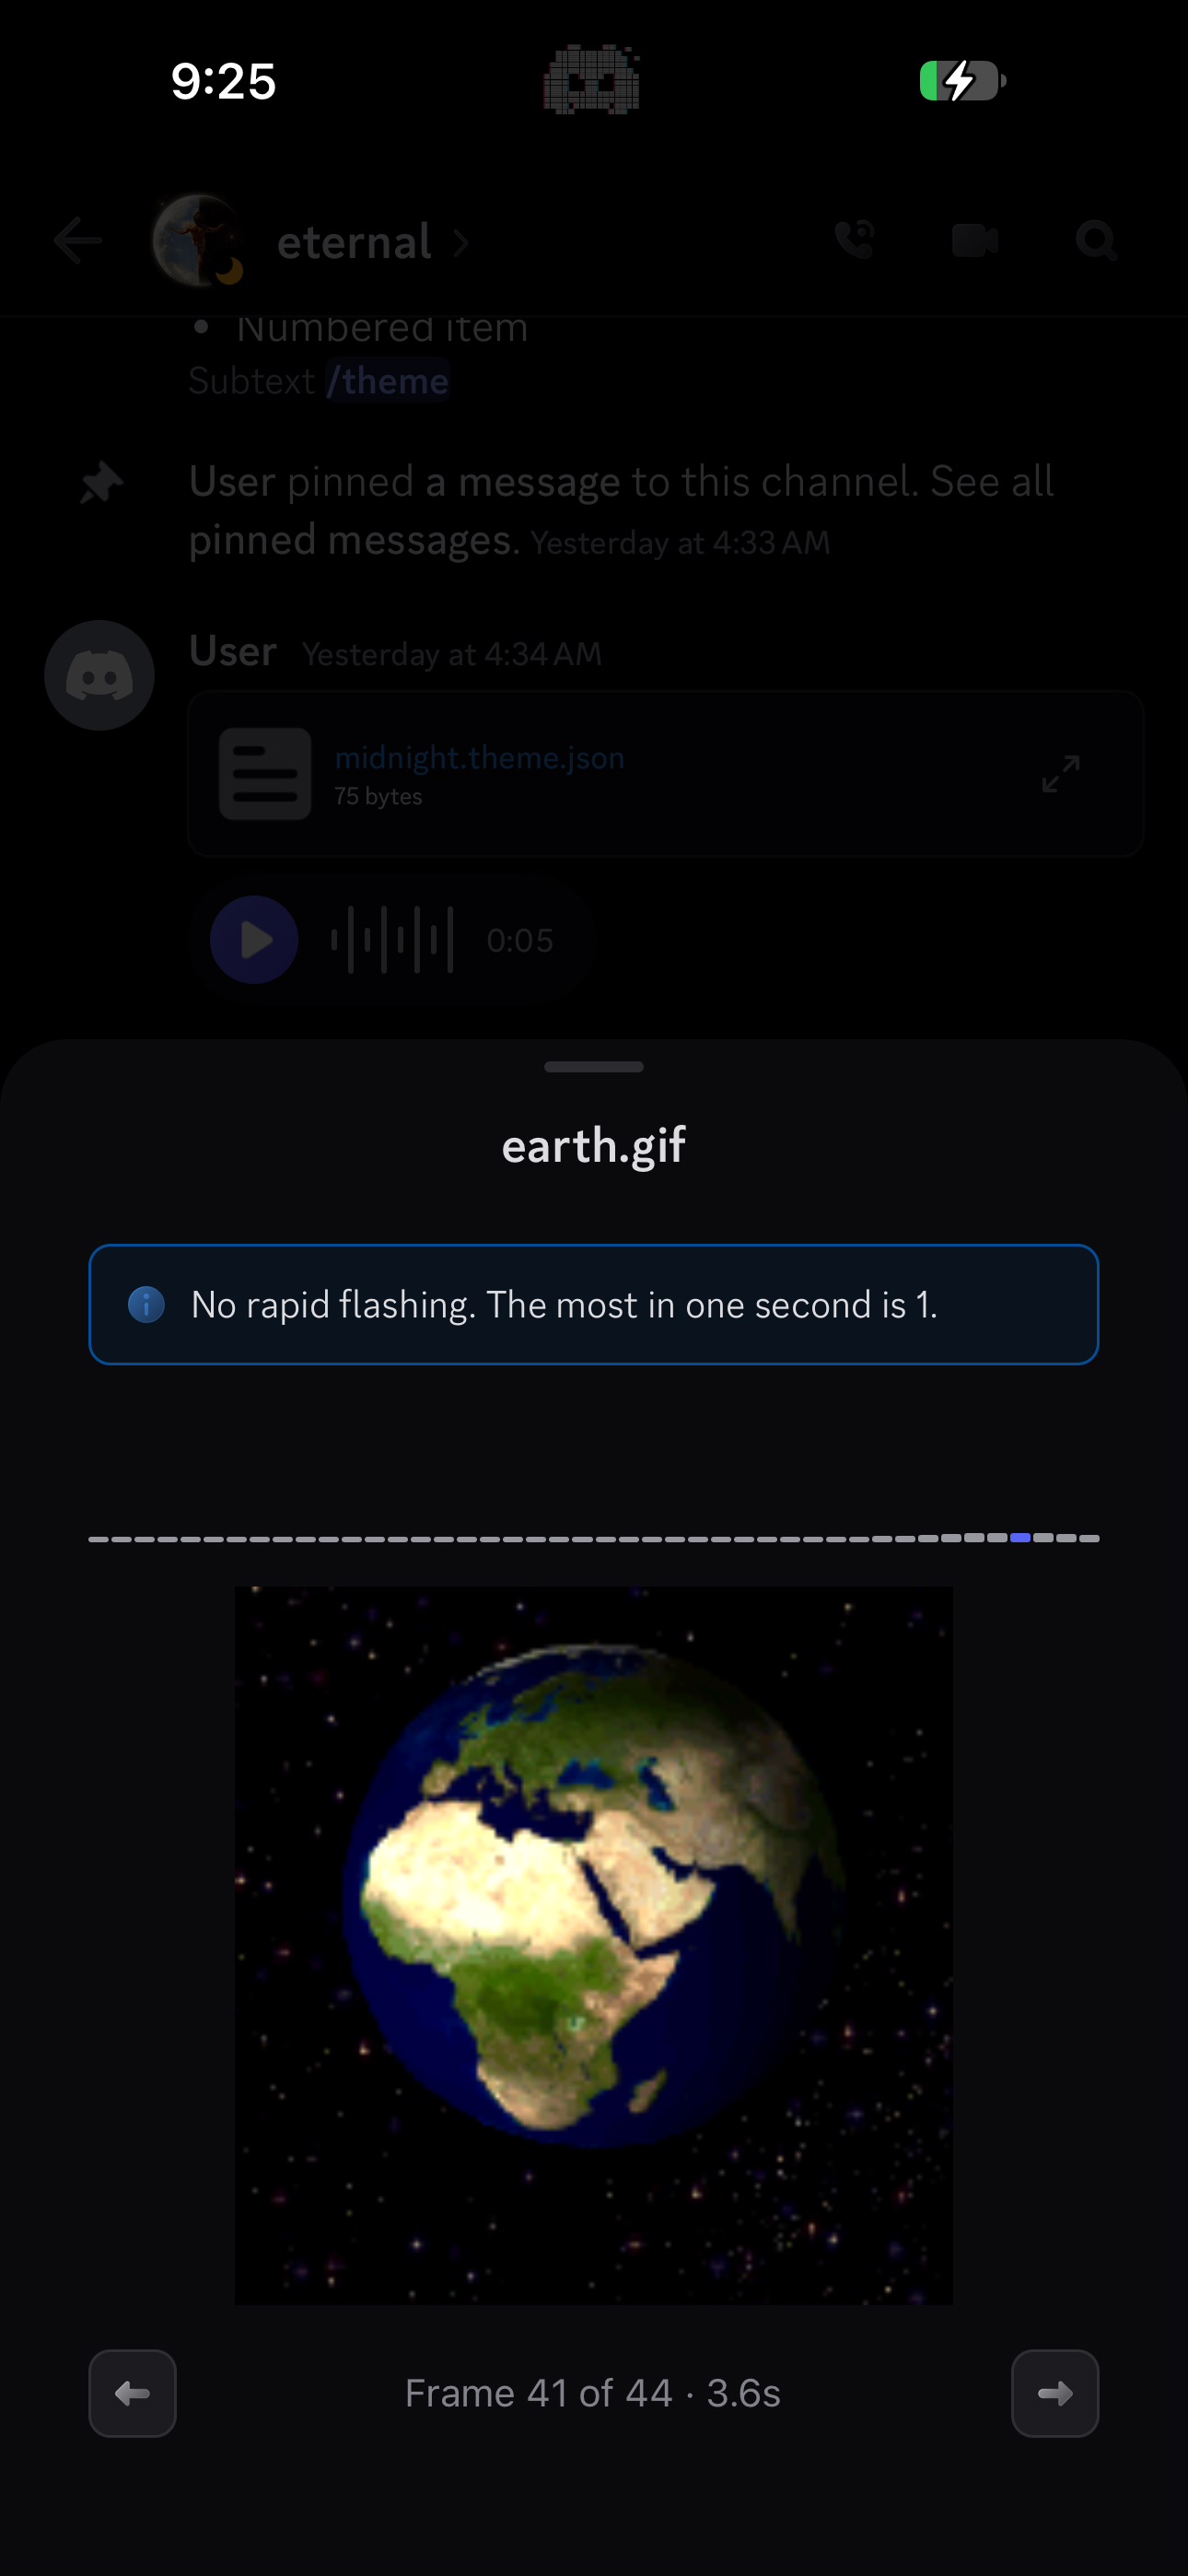 9:25
eternal
Numbered item
Subtext /theme
User pinned a message to this channel. See all
pinned messages. Yesterday at 4:33 AM
User Yesterday at 4:34 AM
midnight.theme.json
75 bytes
0:05
earth.gif
No rapid flashing. The most in one second is 1.
Frame 41 of 44 · 3.6s